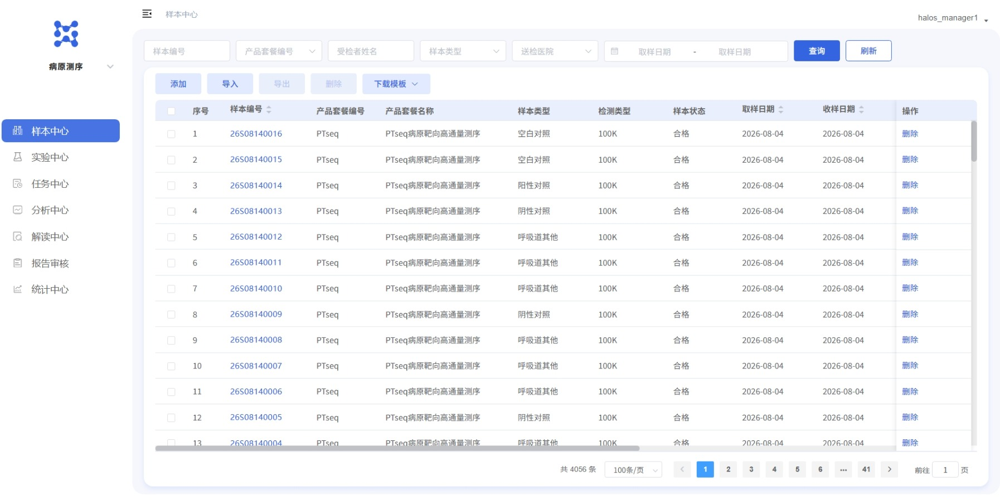 样本中心
halos_manager1
病原测序
样本中心
实验中心
任务中心
分析中心
解读中心
报告审核
统计中心
样本编号 产品套餐编号 受检者姓名 样本类型 送检医院 取样日期 - 取样日期 查询 刷新
添加 导入 导出 删除 下载模板
序号 样本编号 产品套餐编号 产品套餐名称 样本类型 检测类型 样本状态 取样日期 收样日期 操作
1 26S08140016 PTseq PTseq病原靶向高通量测序 空白对照 100K 合格 2026-08-04 2026-08-04 删除
2 26S08140015 PTseq PTseq病原靶向高通量测序 空白对照 100K 合格 2026-08-04 2026-08-04 删除
3 26S08140014 PTseq PTseq病原靶向高通量测序 阳性对照 100K 合格 2026-08-04 2026-08-04 删除
4 26S08140013 PTseq PTseq病原靶向高通量测序 阴性对照 100K 合格 2026-08-04 2026-08-04 删除
5 26S08140012 PTseq PTseq病原靶向高通量测序 呼吸道其他 100K 合格 2026-08-04 2026-08-04 删除
6 26S08140011 PTseq PTseq病原靶向高通量测序 呼吸道其他 100K 合格 2026-08-04 2026-08-04 删除
7 26S08140010 PTseq PTseq病原靶向高通量测序 呼吸道其他 100K 合格 2026-08-04 2026-08-04 删除
8 26S08140009 PTseq PTseq病原靶向高通量测序 阴性对照 100K 合格 2026-08-04 2026-08-04 删除
9 26S08140008 PTseq PTseq病原靶向高通量测序 呼吸道其他 100K 合格 2026-08-04 2026-08-04 删除
10 26S08140007 PTseq PTseq病原靶向高通量测序 呼吸道其他 100K 合格 2026-08-04 2026-08-04 删除
11 26S08140006 PTseq PTseq病原靶向高通量测序 呼吸道其他 100K 合格 2026-08-04 2026-08-04 删除
12 26S08140005 PTseq PTseq病原靶向高通量测序 阴性对照 100K 合格 2026-08-04 2026-08-04 删除
13 26S08140004 PTseq PTseq病原靶向高通量测序 呼吸道其他 100K 合格 2026-08-04 2026-08-04 删除
共 4056 条 100条/页 1 2 3 4 5 6 ... 41 前往 1 页